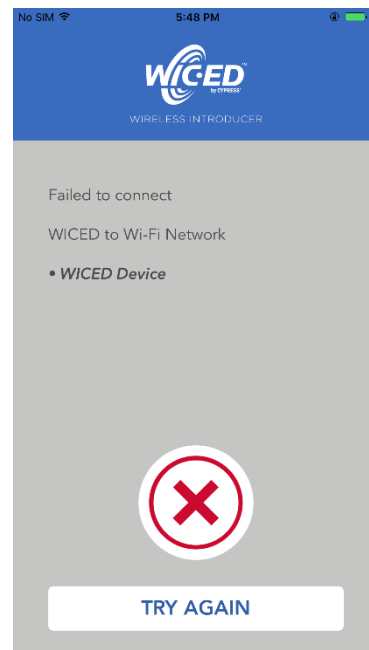 No SIM 5:48 PM
WICED™
by CYPRESS®
WIRELESS INTRODUCER
Failed to connect
WICED to Wi-Fi Network
• WICED Device
TRY AGAIN